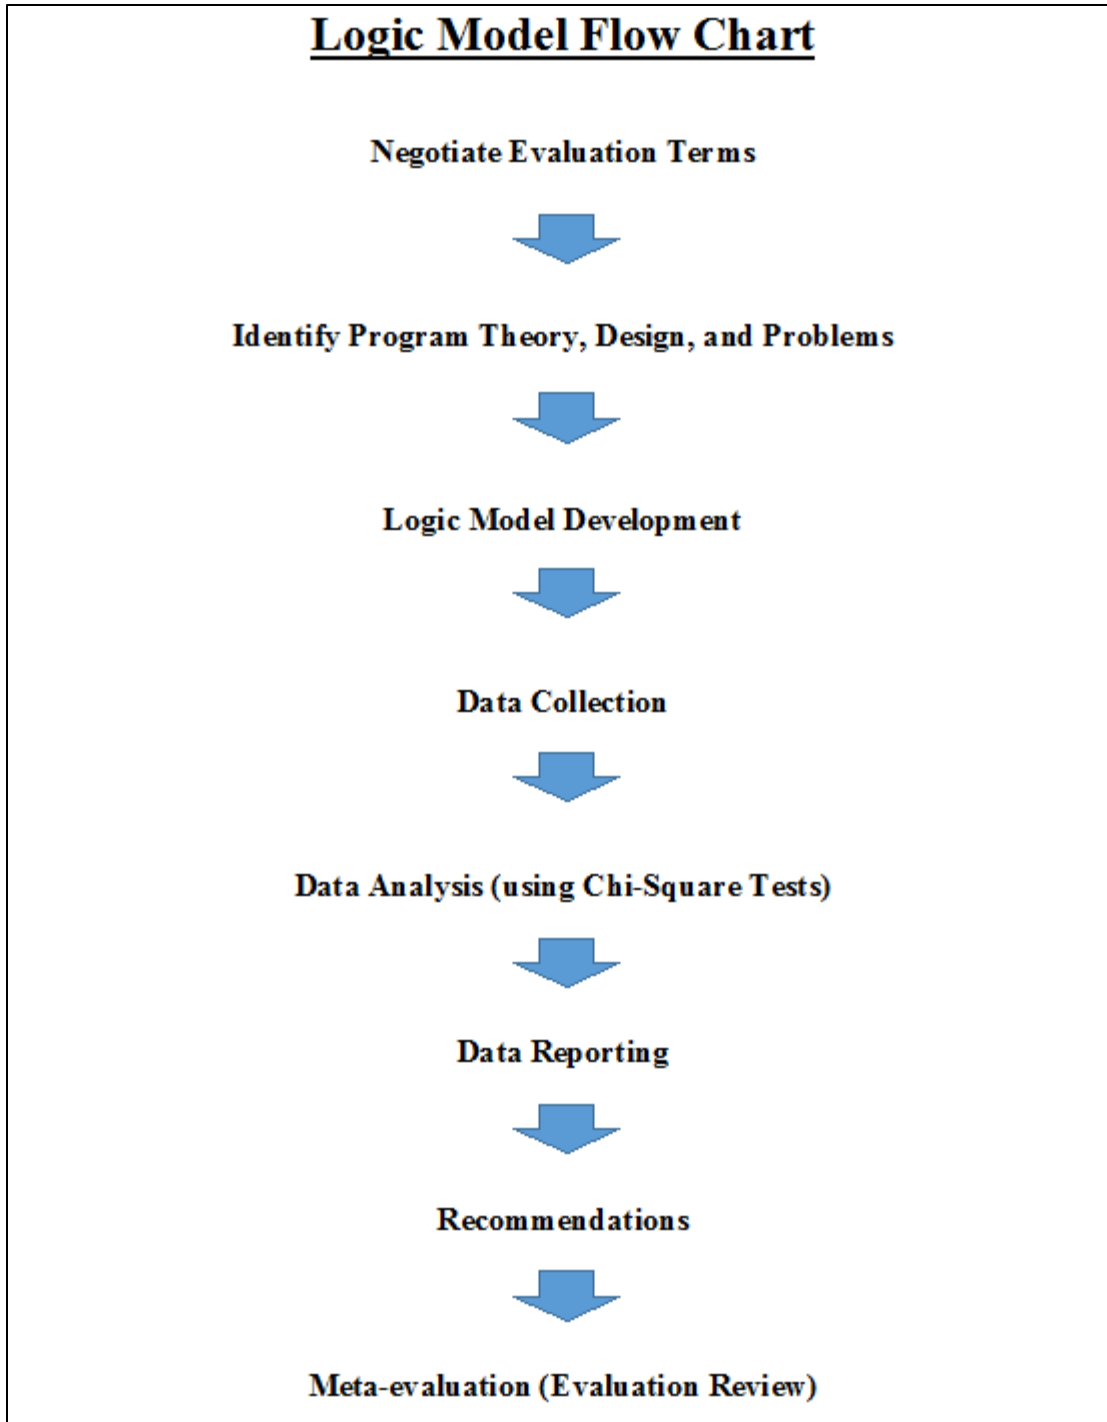 Logic Model Flow Chart
Negotiate Evaluation Terms
Identify Program Theory, Design, and Problems
Logic Model Development
Data Collection
Data Analysis (using Chi-Square Tests)
Data Reporting
Recommendations
Meta-evaluation (Evaluation Review)